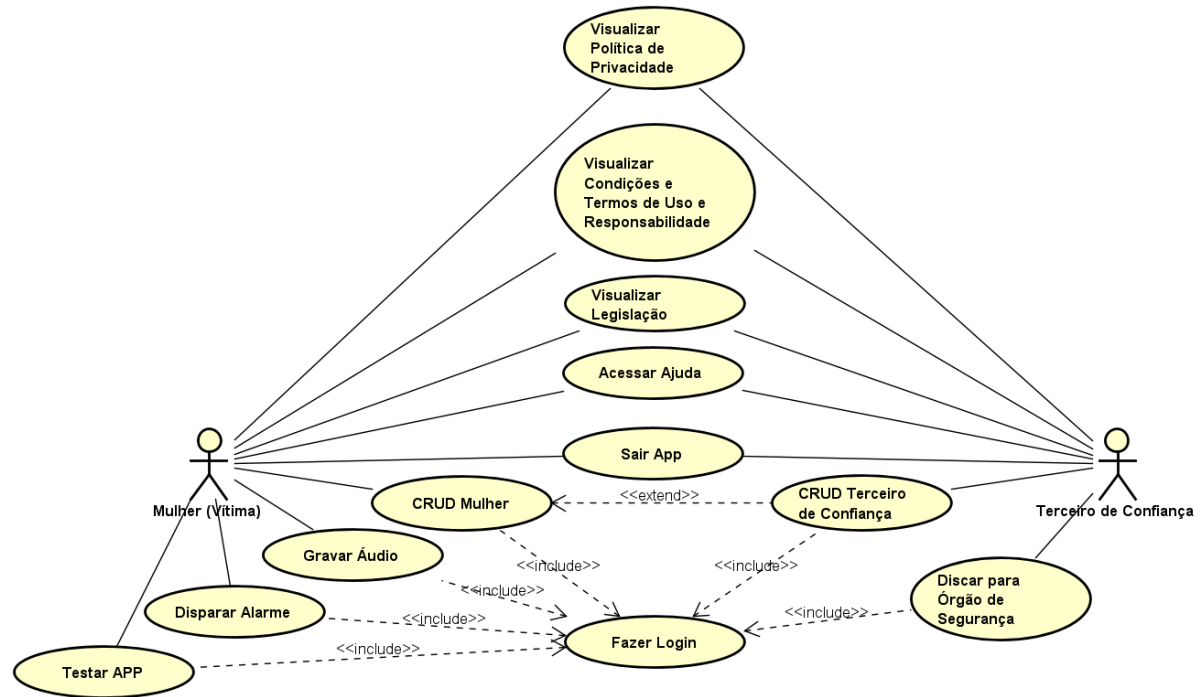 Visualizar
Política de
Privacidade
Visualizar
Condições e
Termos de Uso e
Responsabilidade
Visualizar
Legislação
Acessar Ajuda
Sair App
Mulher (Vítima)
Terceiro de Confiança
CRUD Mulher
<<extend>>
CRUD Terceiro
de Confiança
Gravar Áudio
<<include>>
<<include>>
<<include>>
Disparar Alarme
<<include>>
<<include>>
Discar para
Órgão de
Segurança
Fazer Login
<<include>>
Testar APP